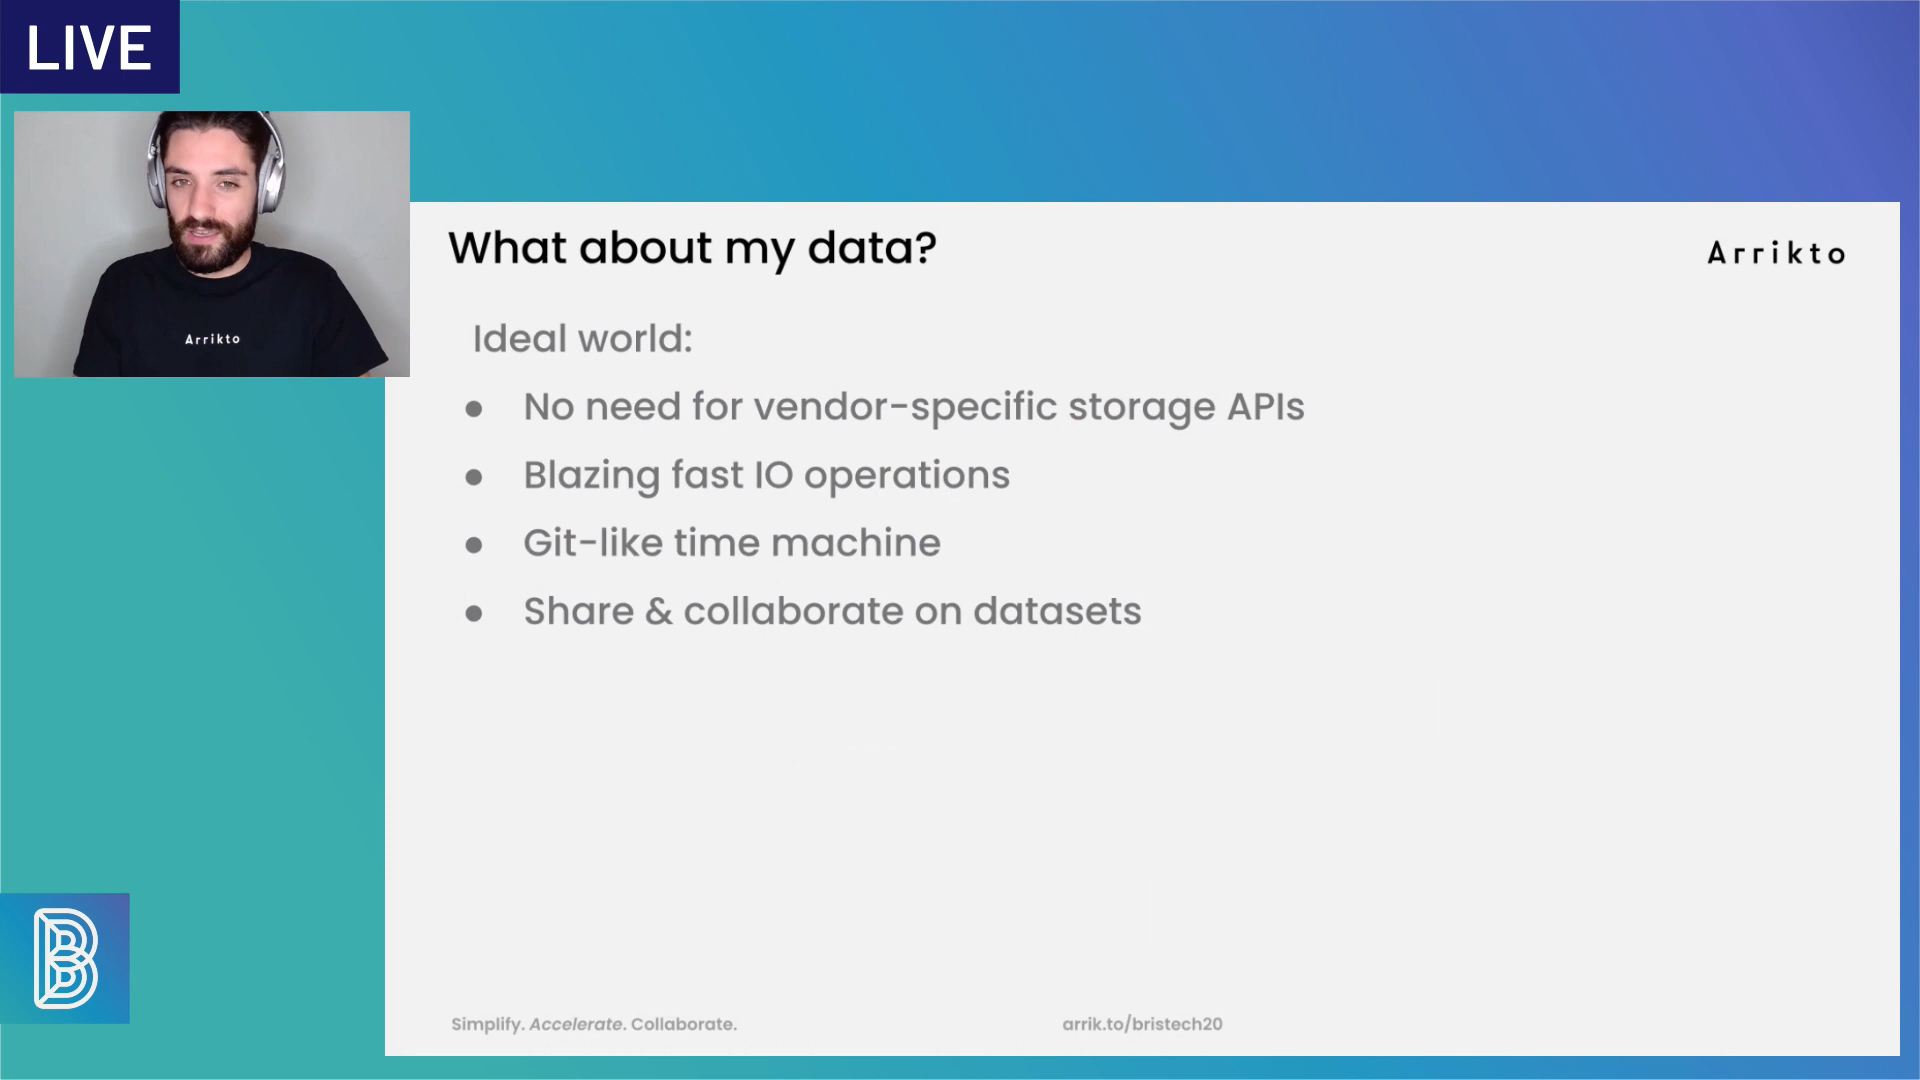 LIVE
Arrikto
What about my data?
Arrikto
Ideal world:
● No need for vendor-specific storage APIs
● Blazing fast IO operations
● Git-like time machine
● Share & collaborate on datasets
B
Simplify. Accelerate. Collaborate.
arrik.to/bristech20